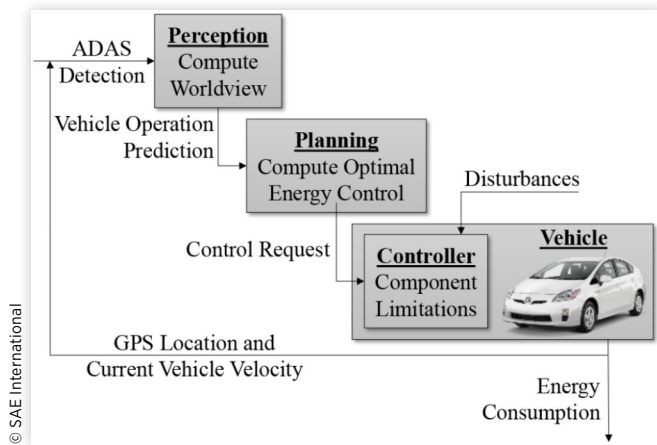 Perception
Compute
Worldview
ADAS
Detection
Vehicle Operation
Prediction
Planning
Compute Optimal
Energy Control
Disturbances
Control Request
Vehicle
Controller
Component
Limitations
GPS Location and
Current Vehicle Velocity
Energy
Consumption
© SAE International